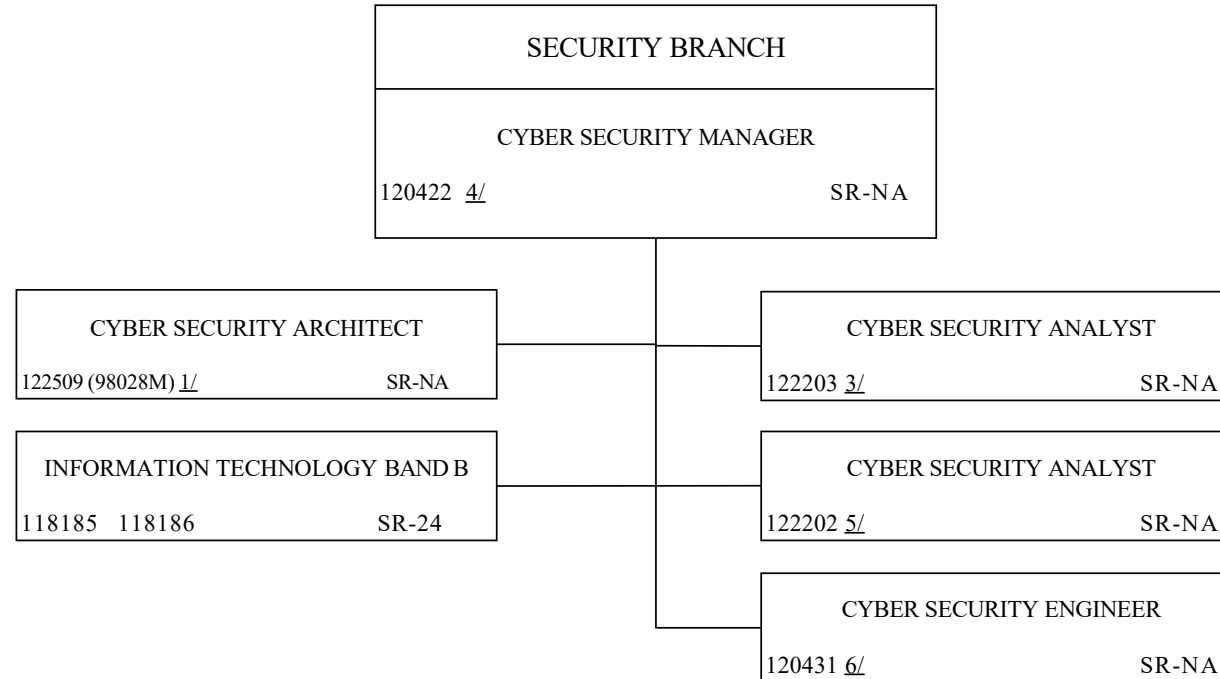 SECURITY BRANCH
CYBER SECURITY MANAGER
120422 4/ SR-NA
CYBER SECURITY ARCHITECT
122509 (98028M) 1/ SR-NA
CYBER SECURITY ANALYST
122203 3/ SR-NA
INFORMATION TECHNOLOGY BAND B
118185 118186 SR-24
CYBER SECURITY ANALYST
122202 5/ SR-NA
CYBER SECURITY ENGINEER
120431 6/ SR-NA